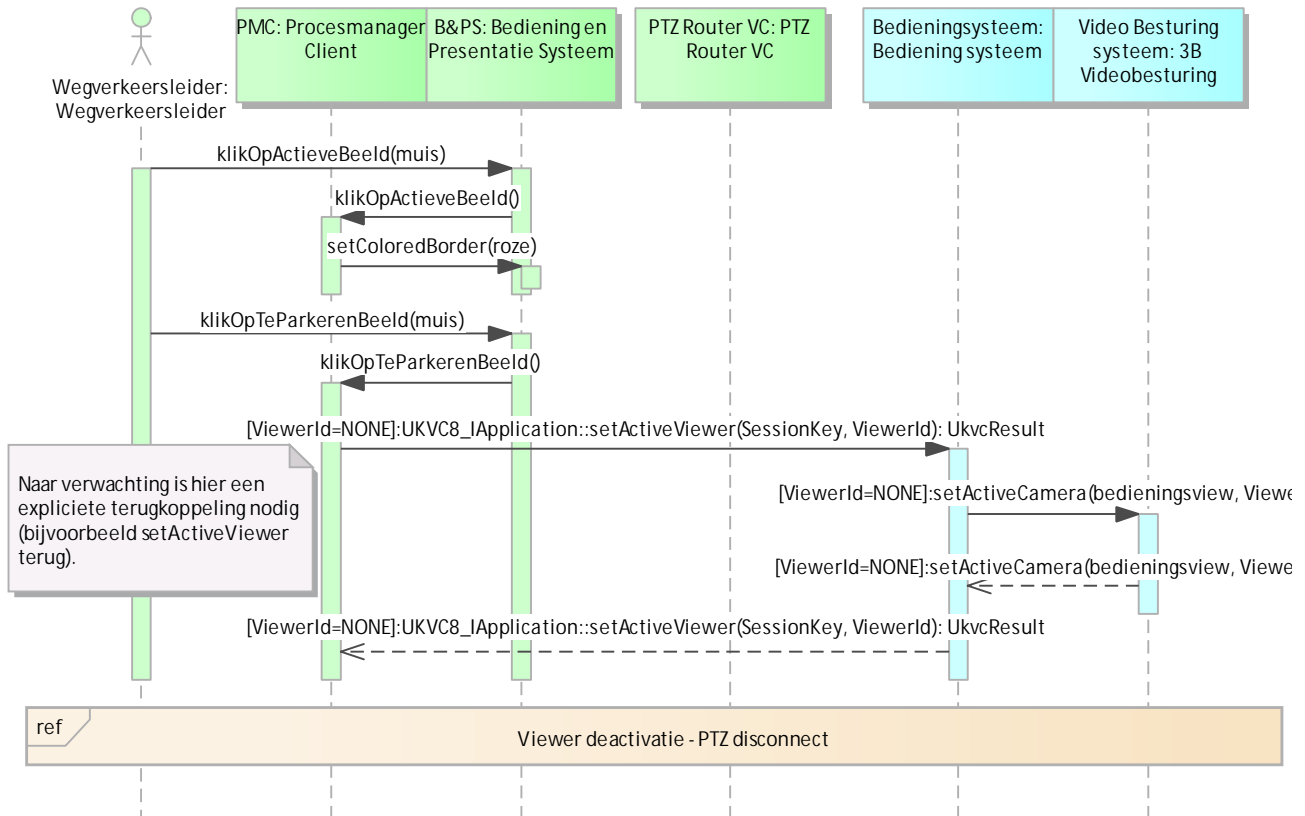 PMC: Procesmanager
Client
B&PS: Bediening en
Presentatie Systeem
PTZ Router VC: PTZ
Router VC
Bedieningsysteem:
Bediening systeem
Video Besturing
systeem: 3B
Videobesturing
Wegverkeersleider:
Wegverkeersleider
klikOpActieveBeeld(muis)
klikOpActieveBeeld()
setColoredBorder(roze)
klikOpTeParkerenBeeld(muis)
klikOpTeParkerenBeeld()
[ViewerId=NONE]:UKVC8_IApplication::setActiveViewer(SessionKey, ViewerId): UkvcResult
Naar verwachting is hier een
expliciete terugkoppeling nodig
(bijvoorbeeld setActiveViewer
terug).
[ViewerId=NONE]:setActiveCamera(bedieningsview, Viewe
[ViewerId=NONE]:setActiveCamera(bedieningsview, Viewe
[ViewerId=NONE]:UKVC8_IApplication::setActiveViewer(SessionKey, ViewerId): UkvcResult
ref
Viewer deactivatie - PTZ disconnect